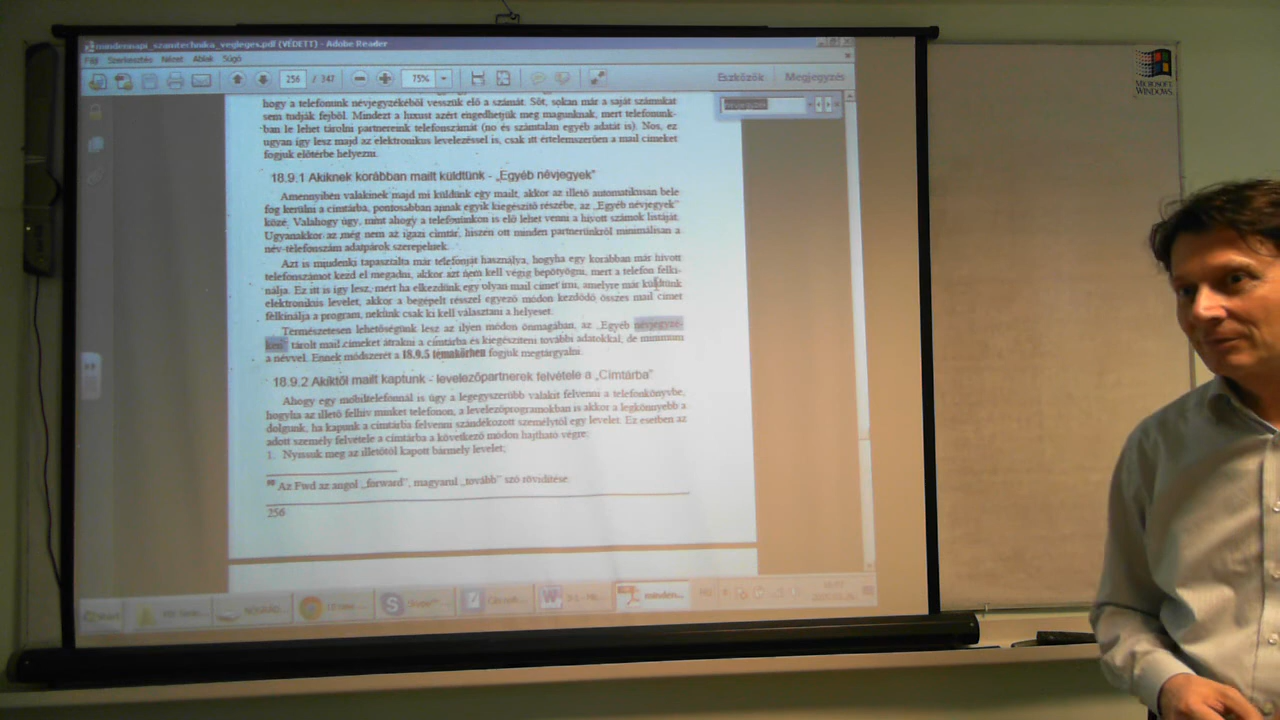 mindennapi_szamtechnika_vegleges.pdf (VÉDETT) - Adobe Reader
Fájl Szerkesztés Nézet Ablak Súgó
256 / 347 75% Eszközök Megjegyzés
hogy a telefonunk névjegyzékéből vesszük elő a számát. Sőt, sokan már a saját számukat
sem tudják fejből. Mindezt a luxust azért engedhetjük meg magunknak, mert telefonunk-
ban le lehet tárolni partnereink telefonszámát (no és számtalan egyéb adatát is). Nos, ez
ugyan így lesz majd az elektronikus levelezéssel is, csak itt értelemszerűen a mail címeket
fogjuk előtérbe helyezni.
18.9.1 Akiknek korábban mailt küldtünk - „Egyéb névjegyek”
Amennyiben valakinek majd mi küldünk egy mailt, akkor az illető automatikusan bele
fog kerülni a címtárba, pontosabban annak egyik kiegészítő részébe, az „Egyéb névjegyek”
közé. Valahogy úgy, mint ahogy a telefonunkon is elő lehet venni a hívott számok listáját.
Ugyanakkor az még nem az igazi címtár, hiszen ott minden partnerünkről minimálisan a
név-telefonszám adatpárok szerepelnek.
Azt is mindenki tapasztalta már telefonját használva, hogyha egy korábban már hívott
telefonszámot kezd el megadni, akkor azt nem kell végig bepötyögni, mert a telefon felkí-
nálja. Ez itt is így lesz, mert ha elkezdünk egy olyan mail címet írni, amelyre már küldtünk
elektronikus levelet, akkor a begépelt résszel egyező módon kezdődő összes mail címet
felkínálja a program, nekünk csak ki kell választani a helyeset.
Természetesen lehetőségünk lesz az ilyen módon önmagában, az „Egyéb névjegyze-
ken” tárolt mail címeket átrakni a címtárba és kiegészíteni további adatokkal, de minimum
a névvel. Ennek módszerét a 18.9.5 témakörben fogjuk megtárgyalni.
18.9.2 Akiktől mailt kaptunk - levelezőpartnerek felvétele a „Címtárba”
Ahogy egy mobiltelefonnál is úgy a legegyszerűbb valakit felvenni a telefonkönyvbe,
hogyha az illető felhív minket telefonon, a levelezőprogramokban is akkor a legkönnyebb a
dolgunk, ha kapunk a címtárba felvenni szándékozott személytől egy levelet. Ez esetben az
adott személy felvétele a címtárba a következő módon hajtható végre:
1. Nyissuk meg az illetőtől kapott bármely levelet;
Az Fwd az angol „forward”, magyarul „tovább” szó rövidítése.
256
Start Skype minden...
MICROSOFT
WINDOWS